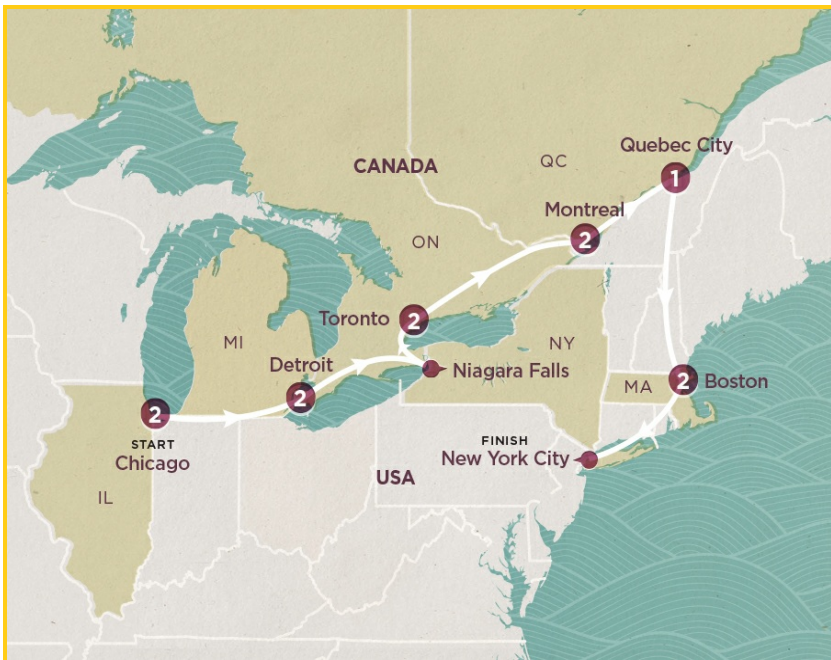 Quebec City
1
CANADA
QC
Montreal
2
ON
Toronto
2
MI
NY
Detroit
2
Niagara Falls
MA
2
Boston
2
START
Chicago
FINISH
New York City
USA
IL